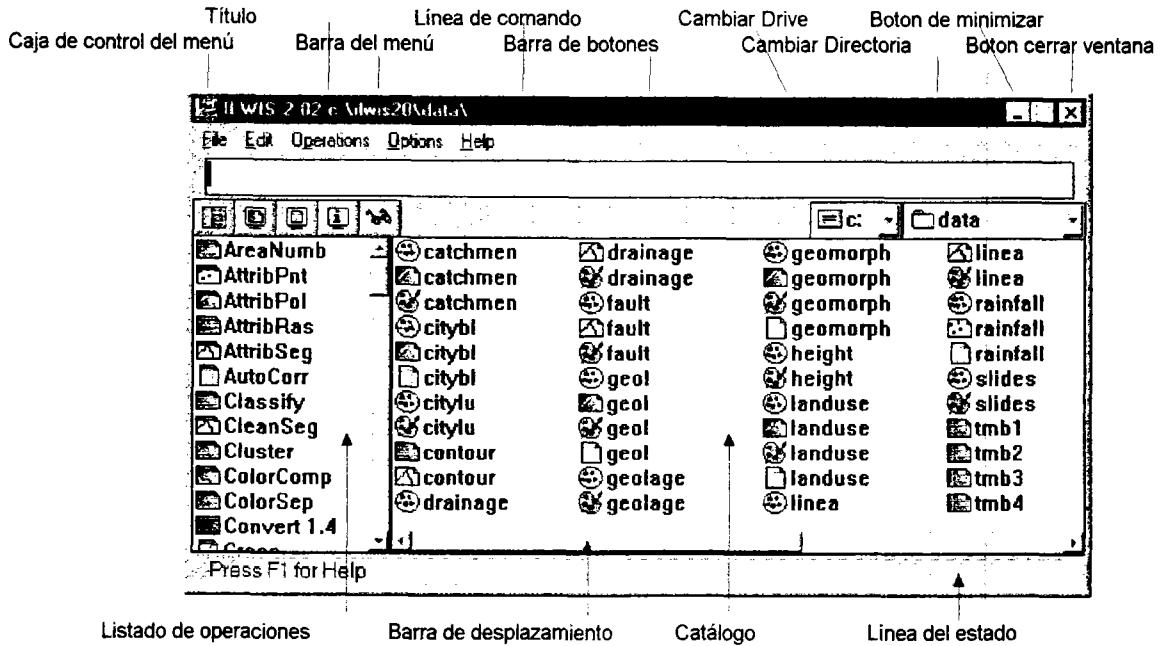 Título Línea de comando Cambiar Drive Boton de minimizar
Caja de control del menú Barra del menú Barra de botones Cambiar Directoria Boton cerrar ventana
ILWIS 2.02 c:\ilwis20\data\
File Edit Operations Options Help
c: data
AreaNumb catchmen drainage geomorph linea
AttribPnt catchmen drainage geomorph linea
AttribPol catchmen fault geomorph rainfall
AttribRas citybl fault geomorph rainfall
AttribSeg citybl fault height rainfall
AutoCorr citybl geol height slides
Classify citylu geol landuse slides
CleanSeg citylu geol landuse tmb1
Cluster contour geol landuse tmb2
ColorComp contour geolage landuse tmb3
ColorSep drainage geolage linea tmb4
Convert 1.4
Press F1 for Help
Listado de operaciones Barra de desplazamiento Catálogo Linea del estado